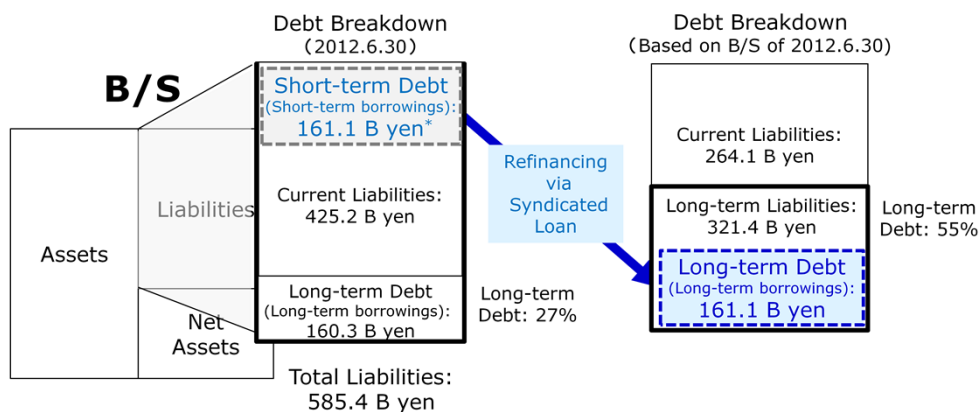 Debt Breakdown
(2012.6.30)
B/S
Assets
Liabilities
Net
Assets
Short-term Debt
(Short-term borrowings):
161.1 B yen*
Current Liabilities:
425.2 B yen
Long-term Debt
(Long-term borrowings):
160.3 B yen
Long-term
Debt: 27%
Total Liabilities:
585.4 B yen
Refinancing
via
Syndicated
Loan
Debt Breakdown
(Based on B/S of 2012.6.30)
Current Liabilities:
264.1 B yen
Long-term Liabilities:
321.4 B yen
Long-term Debt
(Long-term borrowings):
161.1 B yen
Long-term
Debt: 55%